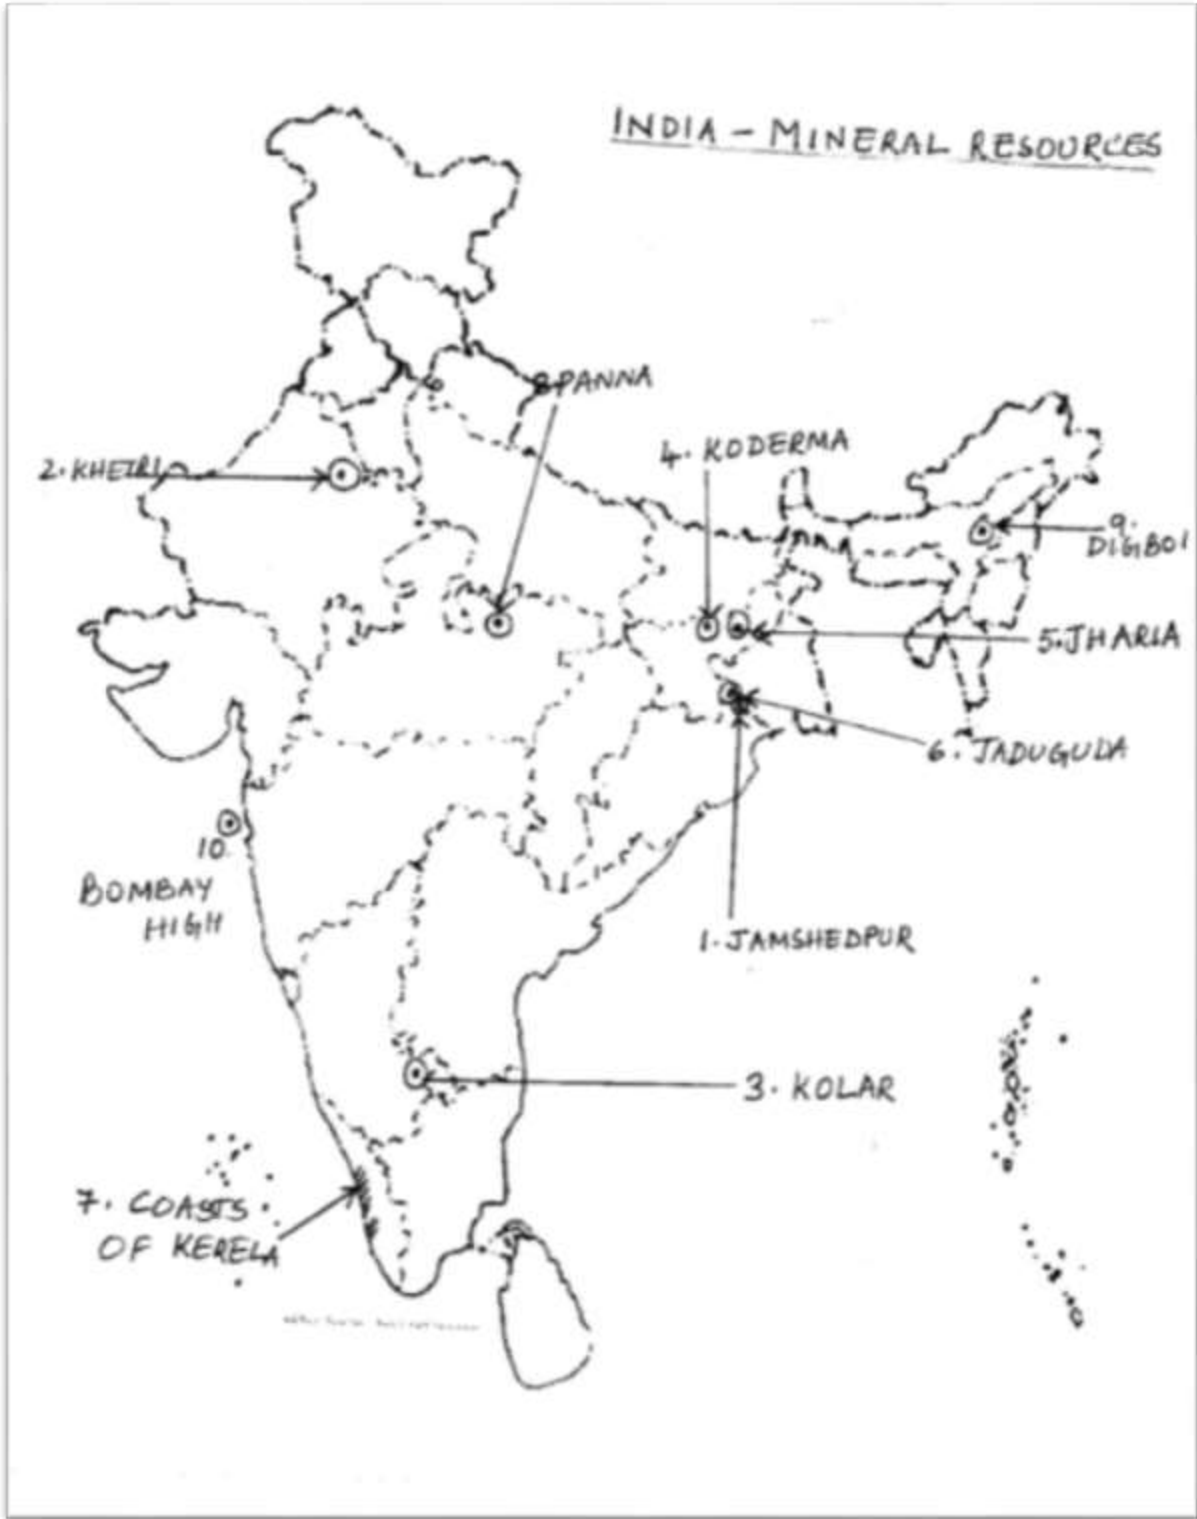 INDIA - MINERAL RESOURCES
8 PANNA
4. KODERMA
2. KHETRI
9.
DIGBOI
5. JHARIA
6. JADUGUDA
10.
BOMBAY
HIGH
1. JAMSHEDPUR
3. KOLAR
7. COASTS
OF KERELA